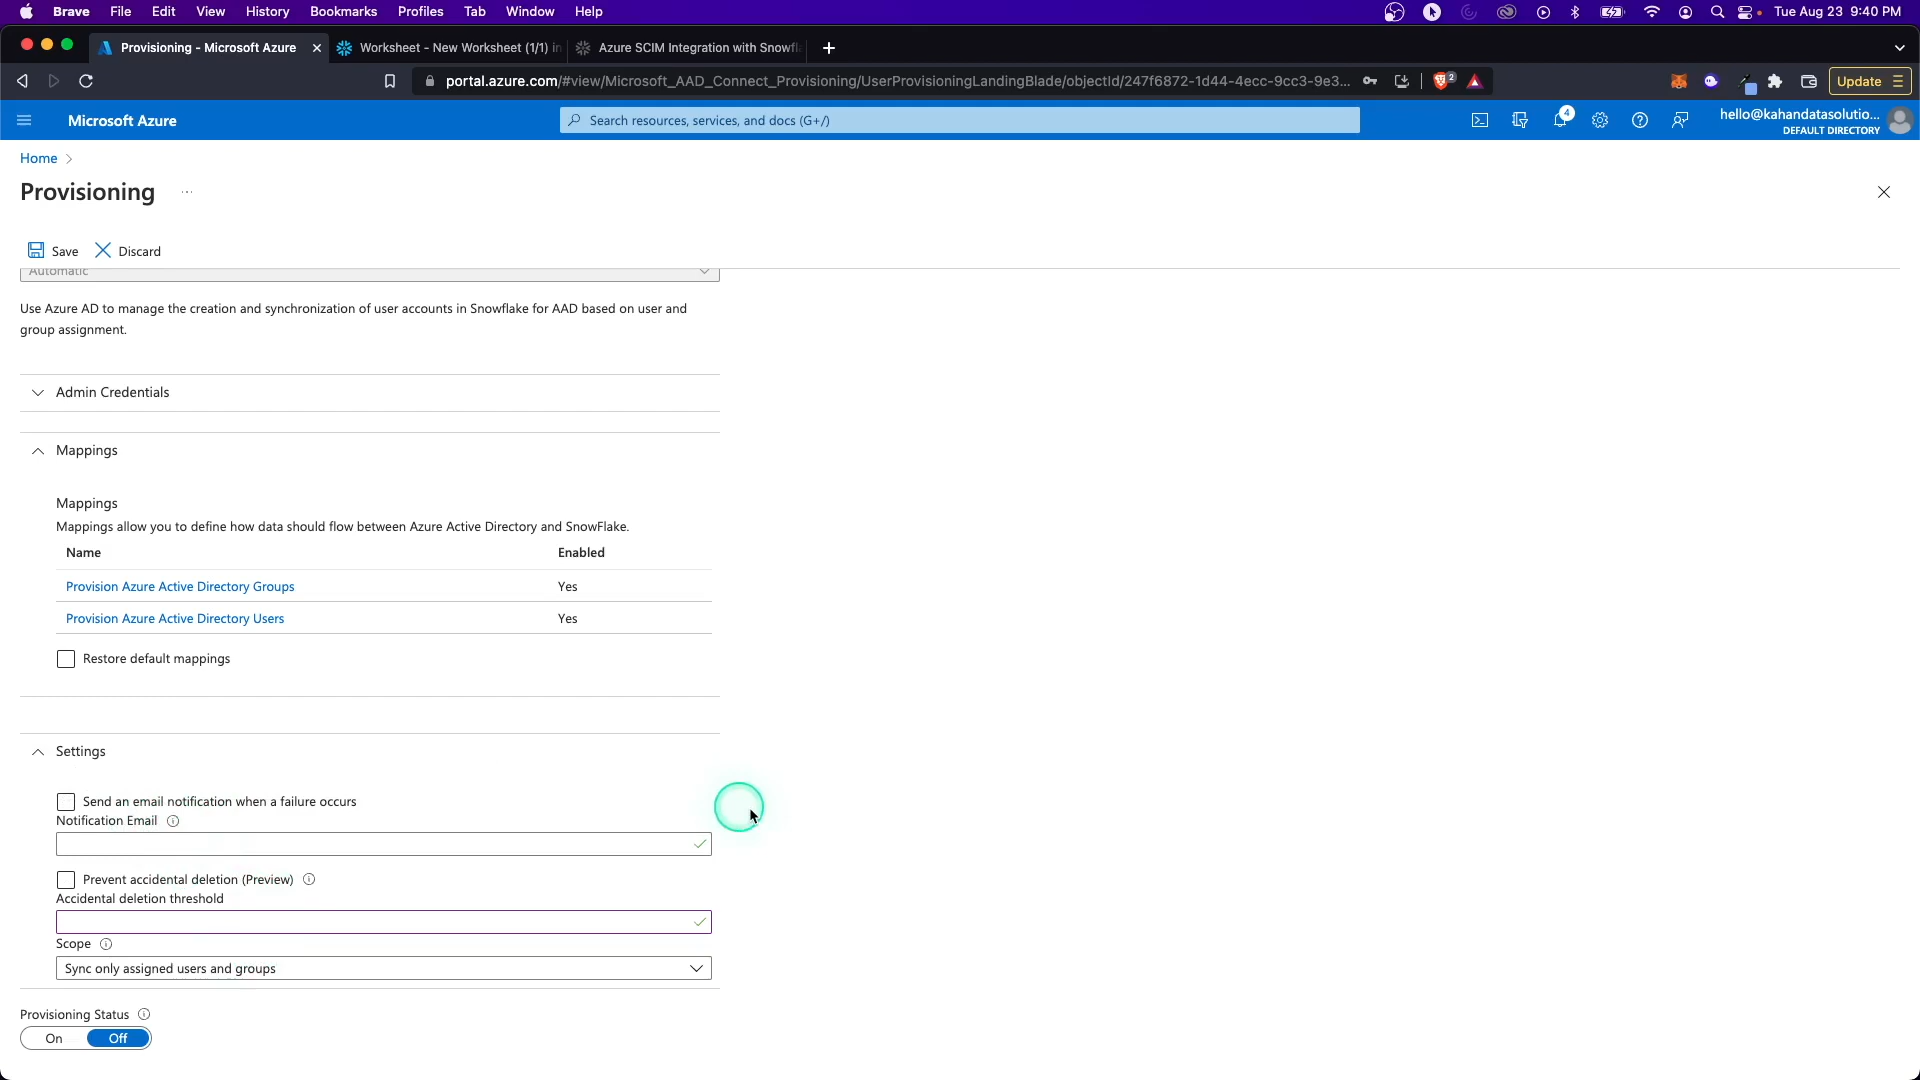 Brave File Edit View History Bookmarks Profiles Tab Window Help Tue Aug 23 9:40 PM
Provisioning - Microsoft Azure Worksheet - New Worksheet (1/1) in Azure SCIM Integration with Snowfl
portal.azure.com/#view/Microsoft_AAD_Connect_Provisioning/UserProvisioningLandingBlade/objectId/247f6872-1d44-4ecc-9cc3-9e3... 2 Update
Microsoft Azure Search resources, services, and docs (G+/) 4 hello@kahandatasolutio...
DEFAULT DIRECTORY
Home
Provisioning ...
Save Discard
Automatic
Use Azure AD to manage the creation and synchronization of user accounts in Snowflake for AAD based on user and
group assignment.
Admin Credentials
Mappings
Mappings
Mappings allow you to define how data should flow between Azure Active Directory and SnowFlake.
Name Enabled
Provision Azure Active Directory Groups Yes
Provision Azure Active Directory Users Yes
Restore default mappings
Settings
Send an email notification when a failure occurs
Notification Email
Prevent accidental deletion (Preview)
Accidental deletion threshold
Scope
Sync only assigned users and groups
Provisioning Status
On Off